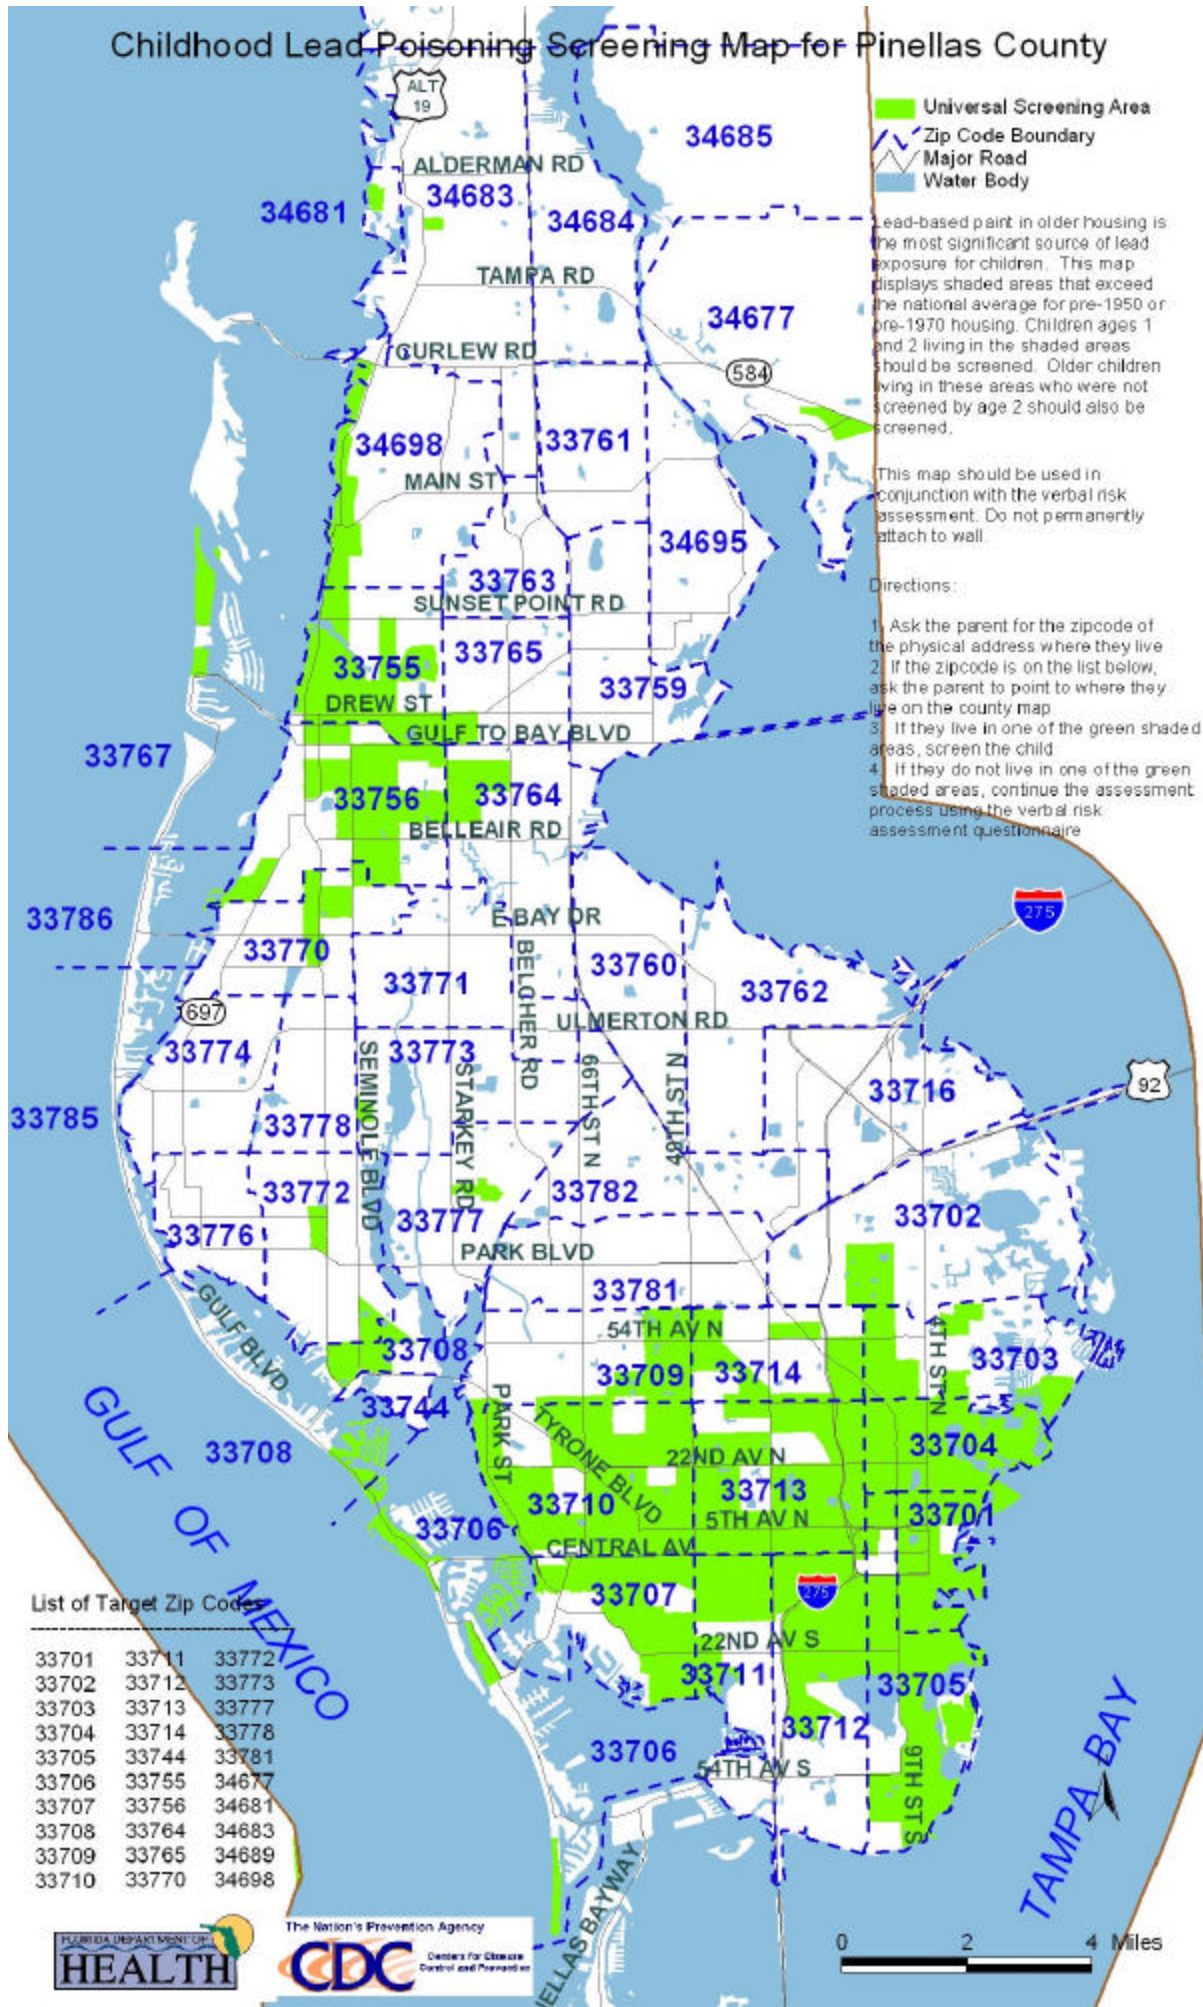 Childhood Lead Poisoning Screening Map for Pinellas County
ALT
19
Universal Screening Area
Zip Code Boundary
Major Road
Water Body
34685
ALDERMAN RD
34683
34681
34684
Lead-based paint in older housing is
the most significant source of lead
exposure for children. This map
displays shaded areas that exceed
the national average for pre-1950 or
pre-1970 housing. Children ages 1
and 2 living in the shaded areas
should be screened. Older children
living in these areas who were not
screened by age 2 should also be
screened.
TAMPA RD
34677
CURLEW RD
584
34698
33761
MAIN ST
This map should be used in
conjunction with the verbal risk
assessment. Do not permanently
attach to wall.
34695
33763
SUNSET POINT RD
Directions:
1. Ask the parent for the zipcode of
the physical address where they live
2. If the zipcode is on the list below,
ask the parent to point to where they
live on the county map
3. If they live in one of the green shaded
areas, screen the child
4. If they do not live in one of the green
shaded areas, continue the assessment
process using the verbal risk
assessment questionnaire
33765
33755
33759
DREW ST
GULF TO BAY BLVD
33767
33756
33764
BELLEAIR RD
33786
E BAY DR
275
33770
33760
33771
33762
BELCHER RD
697
ULMERTON RD
33774
33773
SEMINOLE BLVD
STARKEY RD
66TH ST N
49TH ST N
33716
92
33785
33778
33772
33782
33776
33777
33702
PARK BLVD
33781
GULF BLVD
54TH AV N
4TH ST N
33708
33703
33709
33714
33744
PARK ST
TYRONE BLVD
33708
33704
22ND AV N
33713
33710
33701
5TH AV N
33706
CENTRAL AV
33707
275
GULF OF MEXICO
22ND AV S
33711
33705
33712
33706
54TH AV S
9TH ST S
TAMPA BAY
List of Target Zip Codes
33701 33711 33772
33702 33712 33773
33703 33713 33777
33704 33714 33778
33705 33744 33781
33706 33755 34677
33707 33756 34681
33708 33764 34683
33709 33765 34689
33710 33770 34698
FLORIDA DEPARTMENT OF
HEALTH
The Nation's Prevention Agency
CDC
Centers for Disease
Control and Prevention
ELLAS BAYWAY
0 2 4 Miles